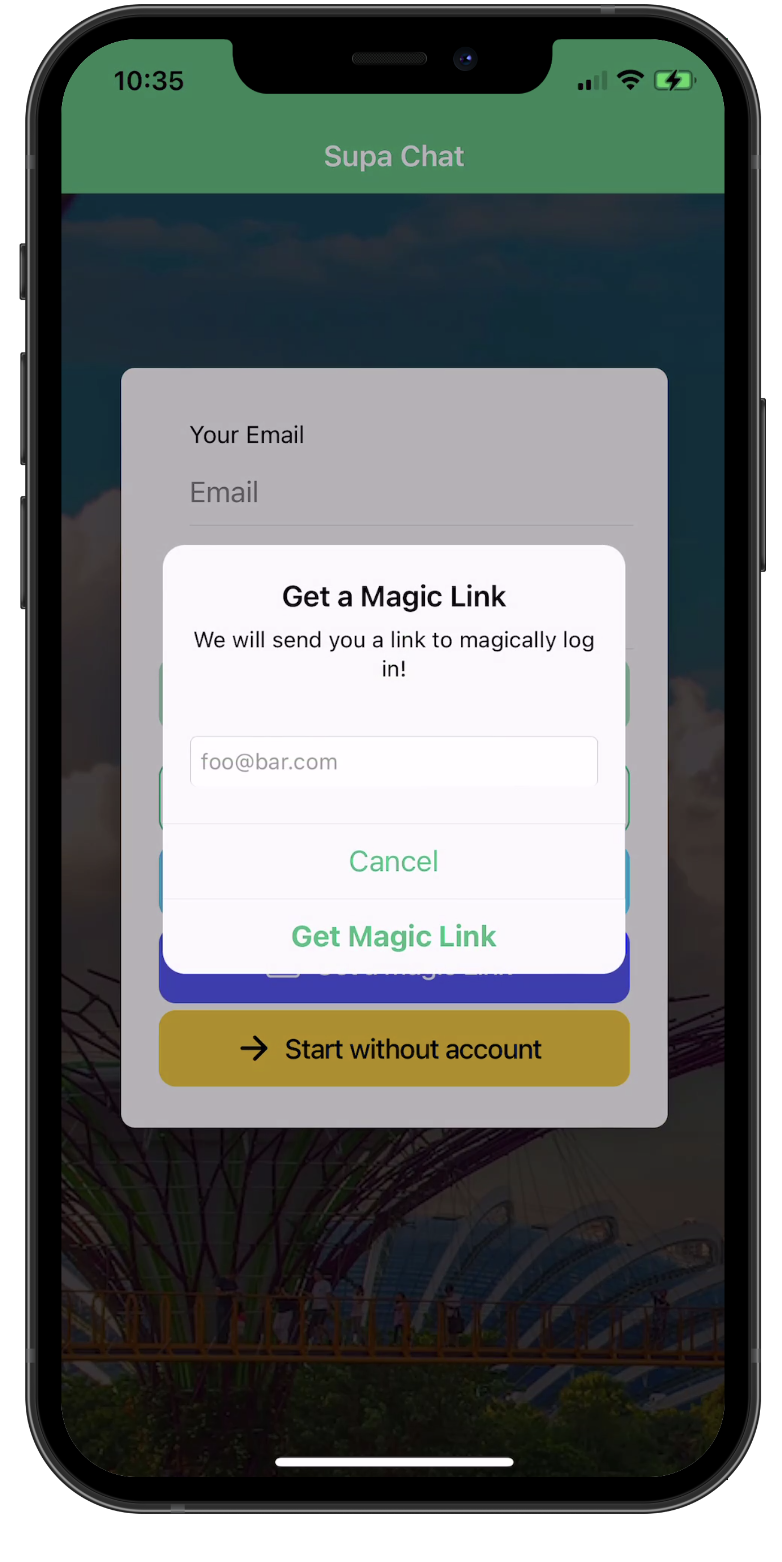 10:35
Supa Chat
Your Email
Email
Get a Magic Link
We will send you a link to magically log
in!
foo@bar.com
Cancel
Get Magic Link
Start without account